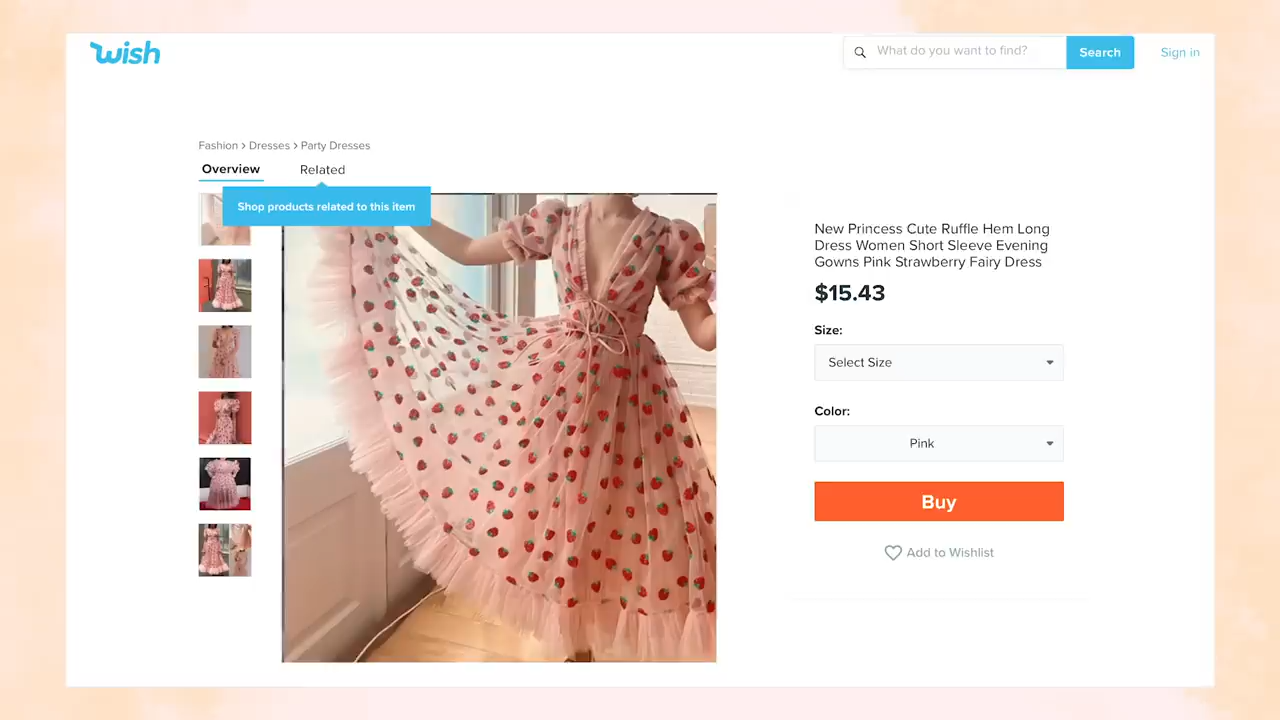 wish
What do you want to find?
Search
Sign in
Fashion > Dresses > Party Dresses
Overview
Related
Shop products related to this item
New Princess Cute Ruffle Hem Long
Dress Women Short Sleeve Evening
Gowns Pink Strawberry Fairy Dress
$15.43
Size:
Select Size
Color:
Pink
Buy
Add to Wishlist